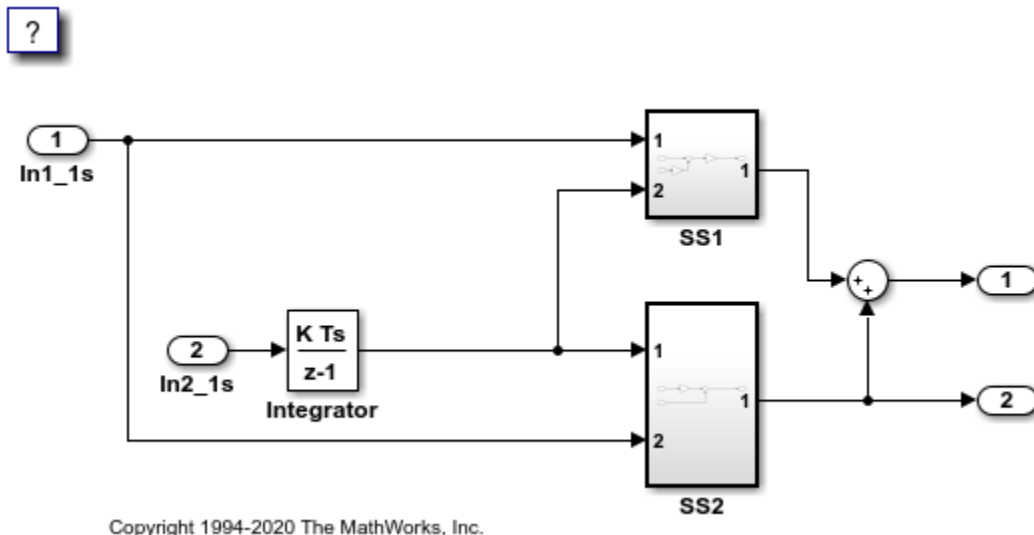 ?
1
In1_1s
1
2
1
SS1
1
2
In2_1s
K Ts
z-1
Integrator
1
2
1
SS2
+
+
2
Copyright 1994-2020 The MathWorks, Inc.